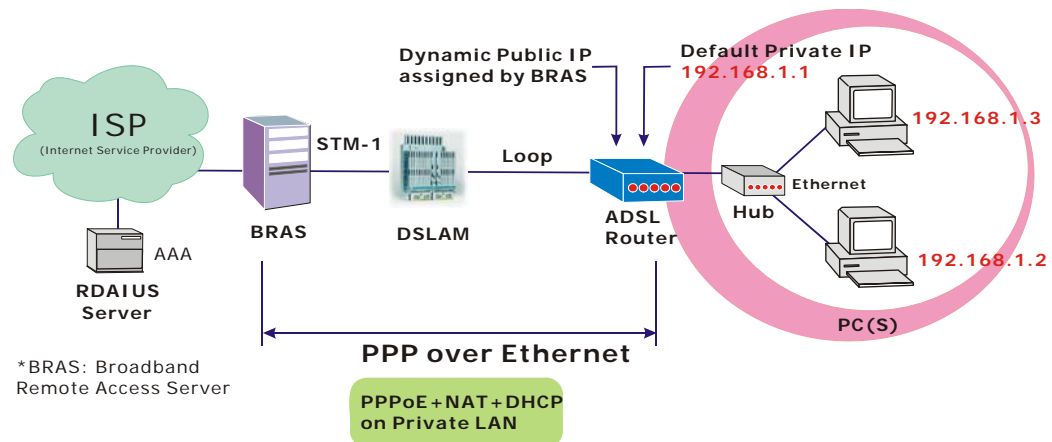 Dynamic Public IP
assigned by BRAS
Default Private IP
192.168.1.1
ISP
(Internet Service Provider)
STM-1
Loop
192.168.1.3
Ethernet
Hub
BRAS
DSLAM
ADSL
Router
AAA
RDAIUS
Server
192.168.1.2
PC(S)
PPP over Ethernet
*BRAS: Broadband
Remote Access Server
PPPoE+NAT+DHCP
on Private LAN